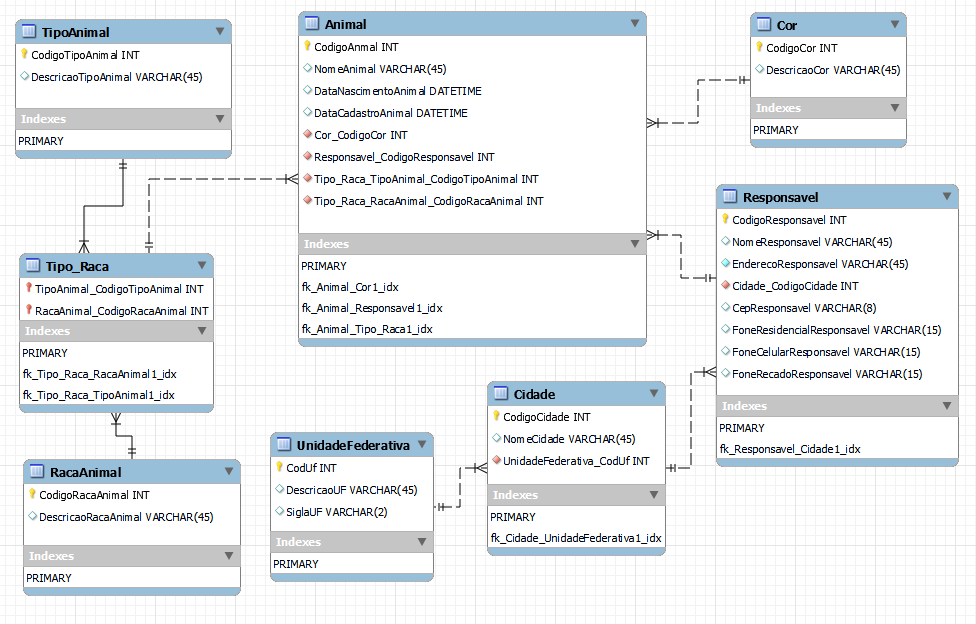 TipoAnimal
CodigoTipoAnimal INT
DescricaoTipoAnimal VARCHAR(45)
Indexes
PRIMARY
Animal
CodigoAnmal INT
NomeAnimal VARCHAR(45)
DataNascimentoAnimal DATETIME
DataCadastroAnimal DATETIME
Cor_CodigoCor INT
Responsavel_CodigoResponsavel INT
Tipo_Raca_TipoAnimal_CodigoTipoAnimal INT
Tipo_Raca_RacaAnimal_CodigoRacaAnimal INT
Indexes
PRIMARY
fk_Animal_Cor1_idx
fk_Animal_Responsavel1_idx
fk_Animal_Tipo_Raca1_idx
Cor
CodigoCor INT
DescricaoCor VARCHAR(45)
Indexes
PRIMARY
Responsavel
CodigoResponsavel INT
NomeResponsavel VARCHAR(45)
EnderecoResponsavel VARCHAR(45)
Cidade_CodigoCidade INT
CepResponsavel VARCHAR(8)
FoneResidencialResponsavel VARCHAR(15)
FoneCelularResponsavel VARCHAR(15)
FoneRecadoResponsavel VARCHAR(15)
Indexes
PRIMARY
fk_Responsavel_Cidade1_idx
Tipo_Raca
TipoAnimal_CodigoTipoAnimal INT
RacaAnimal_CodigoRacaAnimal INT
Indexes
PRIMARY
fk_Tipo_Raca_RacaAnimal1_idx
fk_Tipo_Raca_TipoAnimal1_idx
Cidade
CodigoCidade INT
NomeCidade VARCHAR(45)
UnidadeFederativa_CodUf INT
Indexes
PRIMARY
fk_Cidade_UnidadeFederativa1_idx
UnidadeFederativa
CodUf INT
DescricaoUF VARCHAR(45)
SiglaUF VARCHAR(2)
Indexes
PRIMARY
RacaAnimal
CodigoRacaAnimal INT
DescricaoRacaAnimal VARCHAR(45)
Indexes
PRIMARY